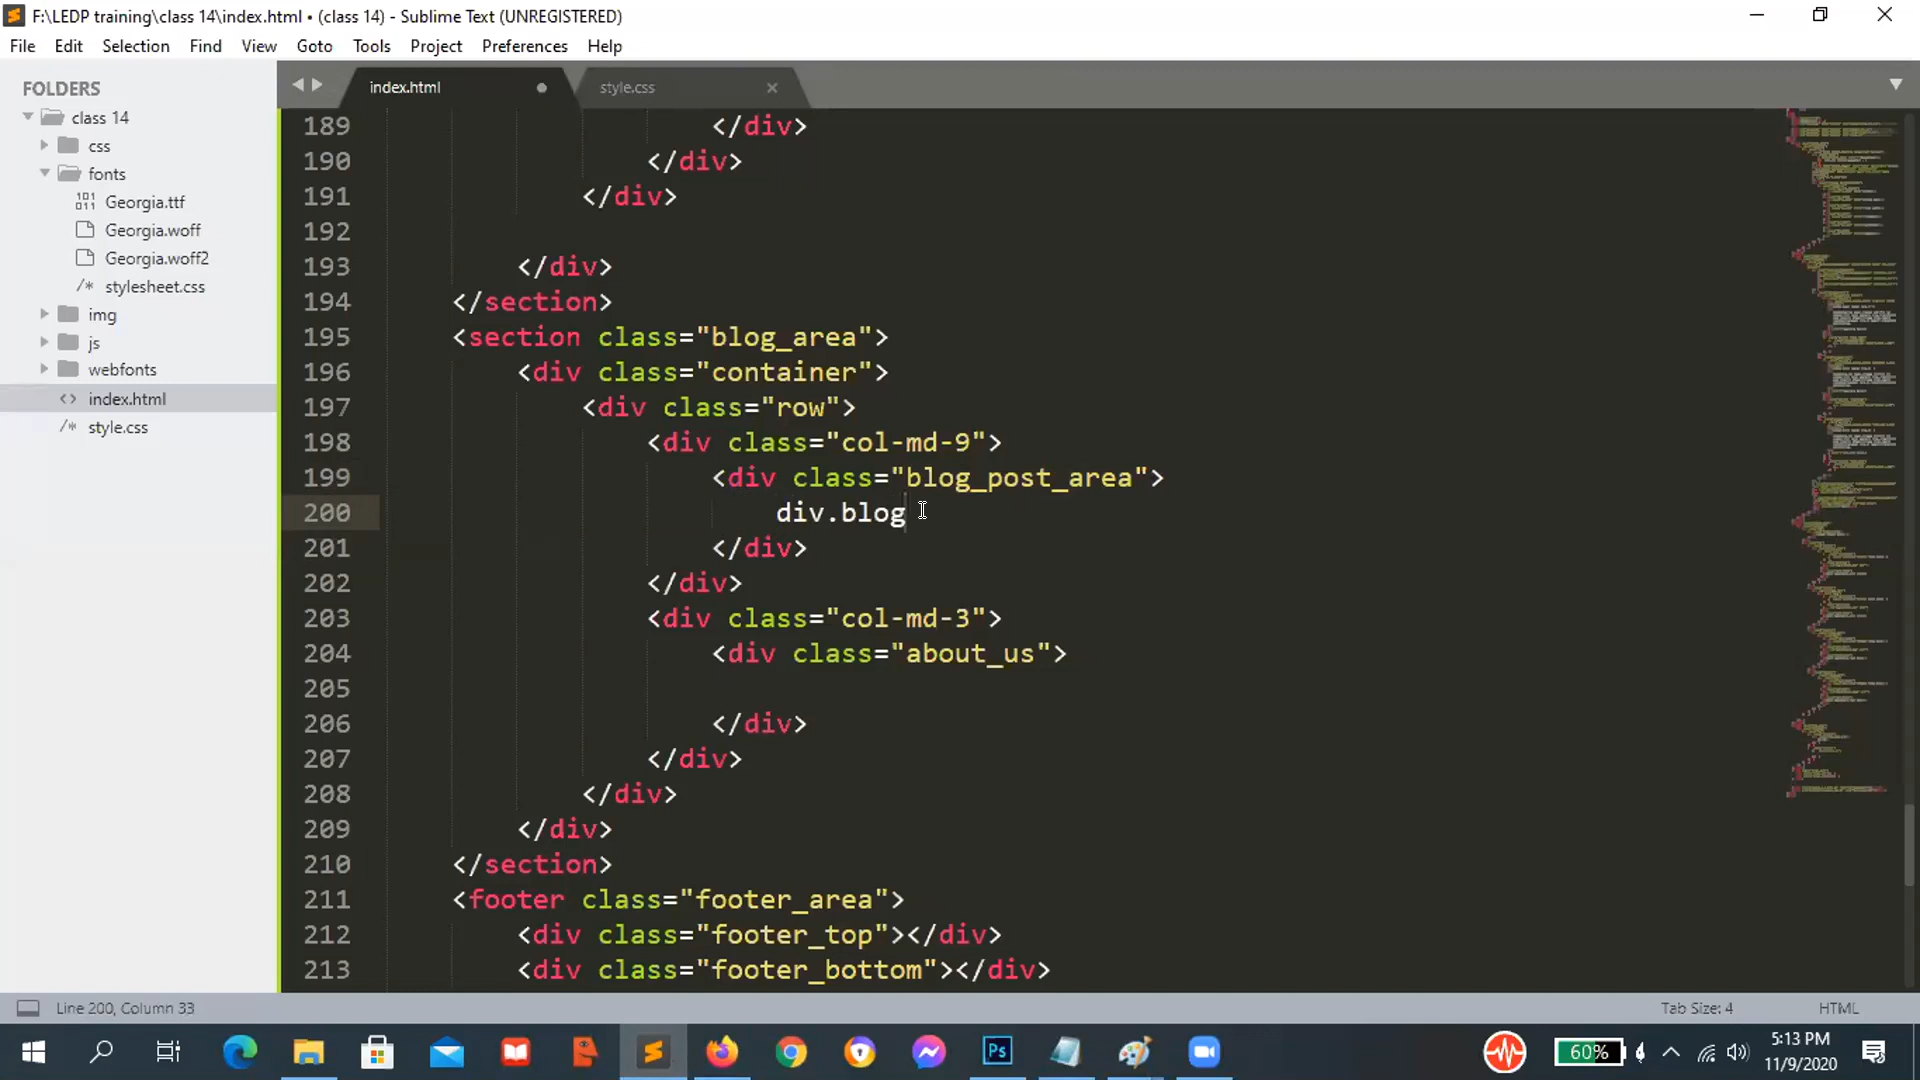 F:\LEDP training\class 14\index.html • (class 14) - Sublime Text (UNREGISTERED)
File Edit Selection Find View Goto Tools Project Preferences Help
FOLDERS
class 14
css
fonts
Georgia.ttf
Georgia.woff
Georgia.woff2
/* stylesheet.css
img
js
webfonts
<> index.html
/* style.css
index.html
style.css
189 </div>
190 </div>
191 </div>
192
193 </div>
194 </section>
195 <section class="blog_area">
196 <div class="container">
197 <div class="row">
198 <div class="col-md-9">
199 <div class="blog_post_area">
200 div.blog
201 </div>
202 </div>
203 <div class="col-md-3">
204 <div class="about_us">
205
206 </div>
207 </div>
208 </div>
209 </div>
210 </section>
211 <footer class="footer_area">
212 <div class="footer_top"></div>
213 <div class="footer_bottom"></div>
Line 200, Column 33
Tab Size: 4
HTML
Ps
60%
5:13 PM
11/9/2020